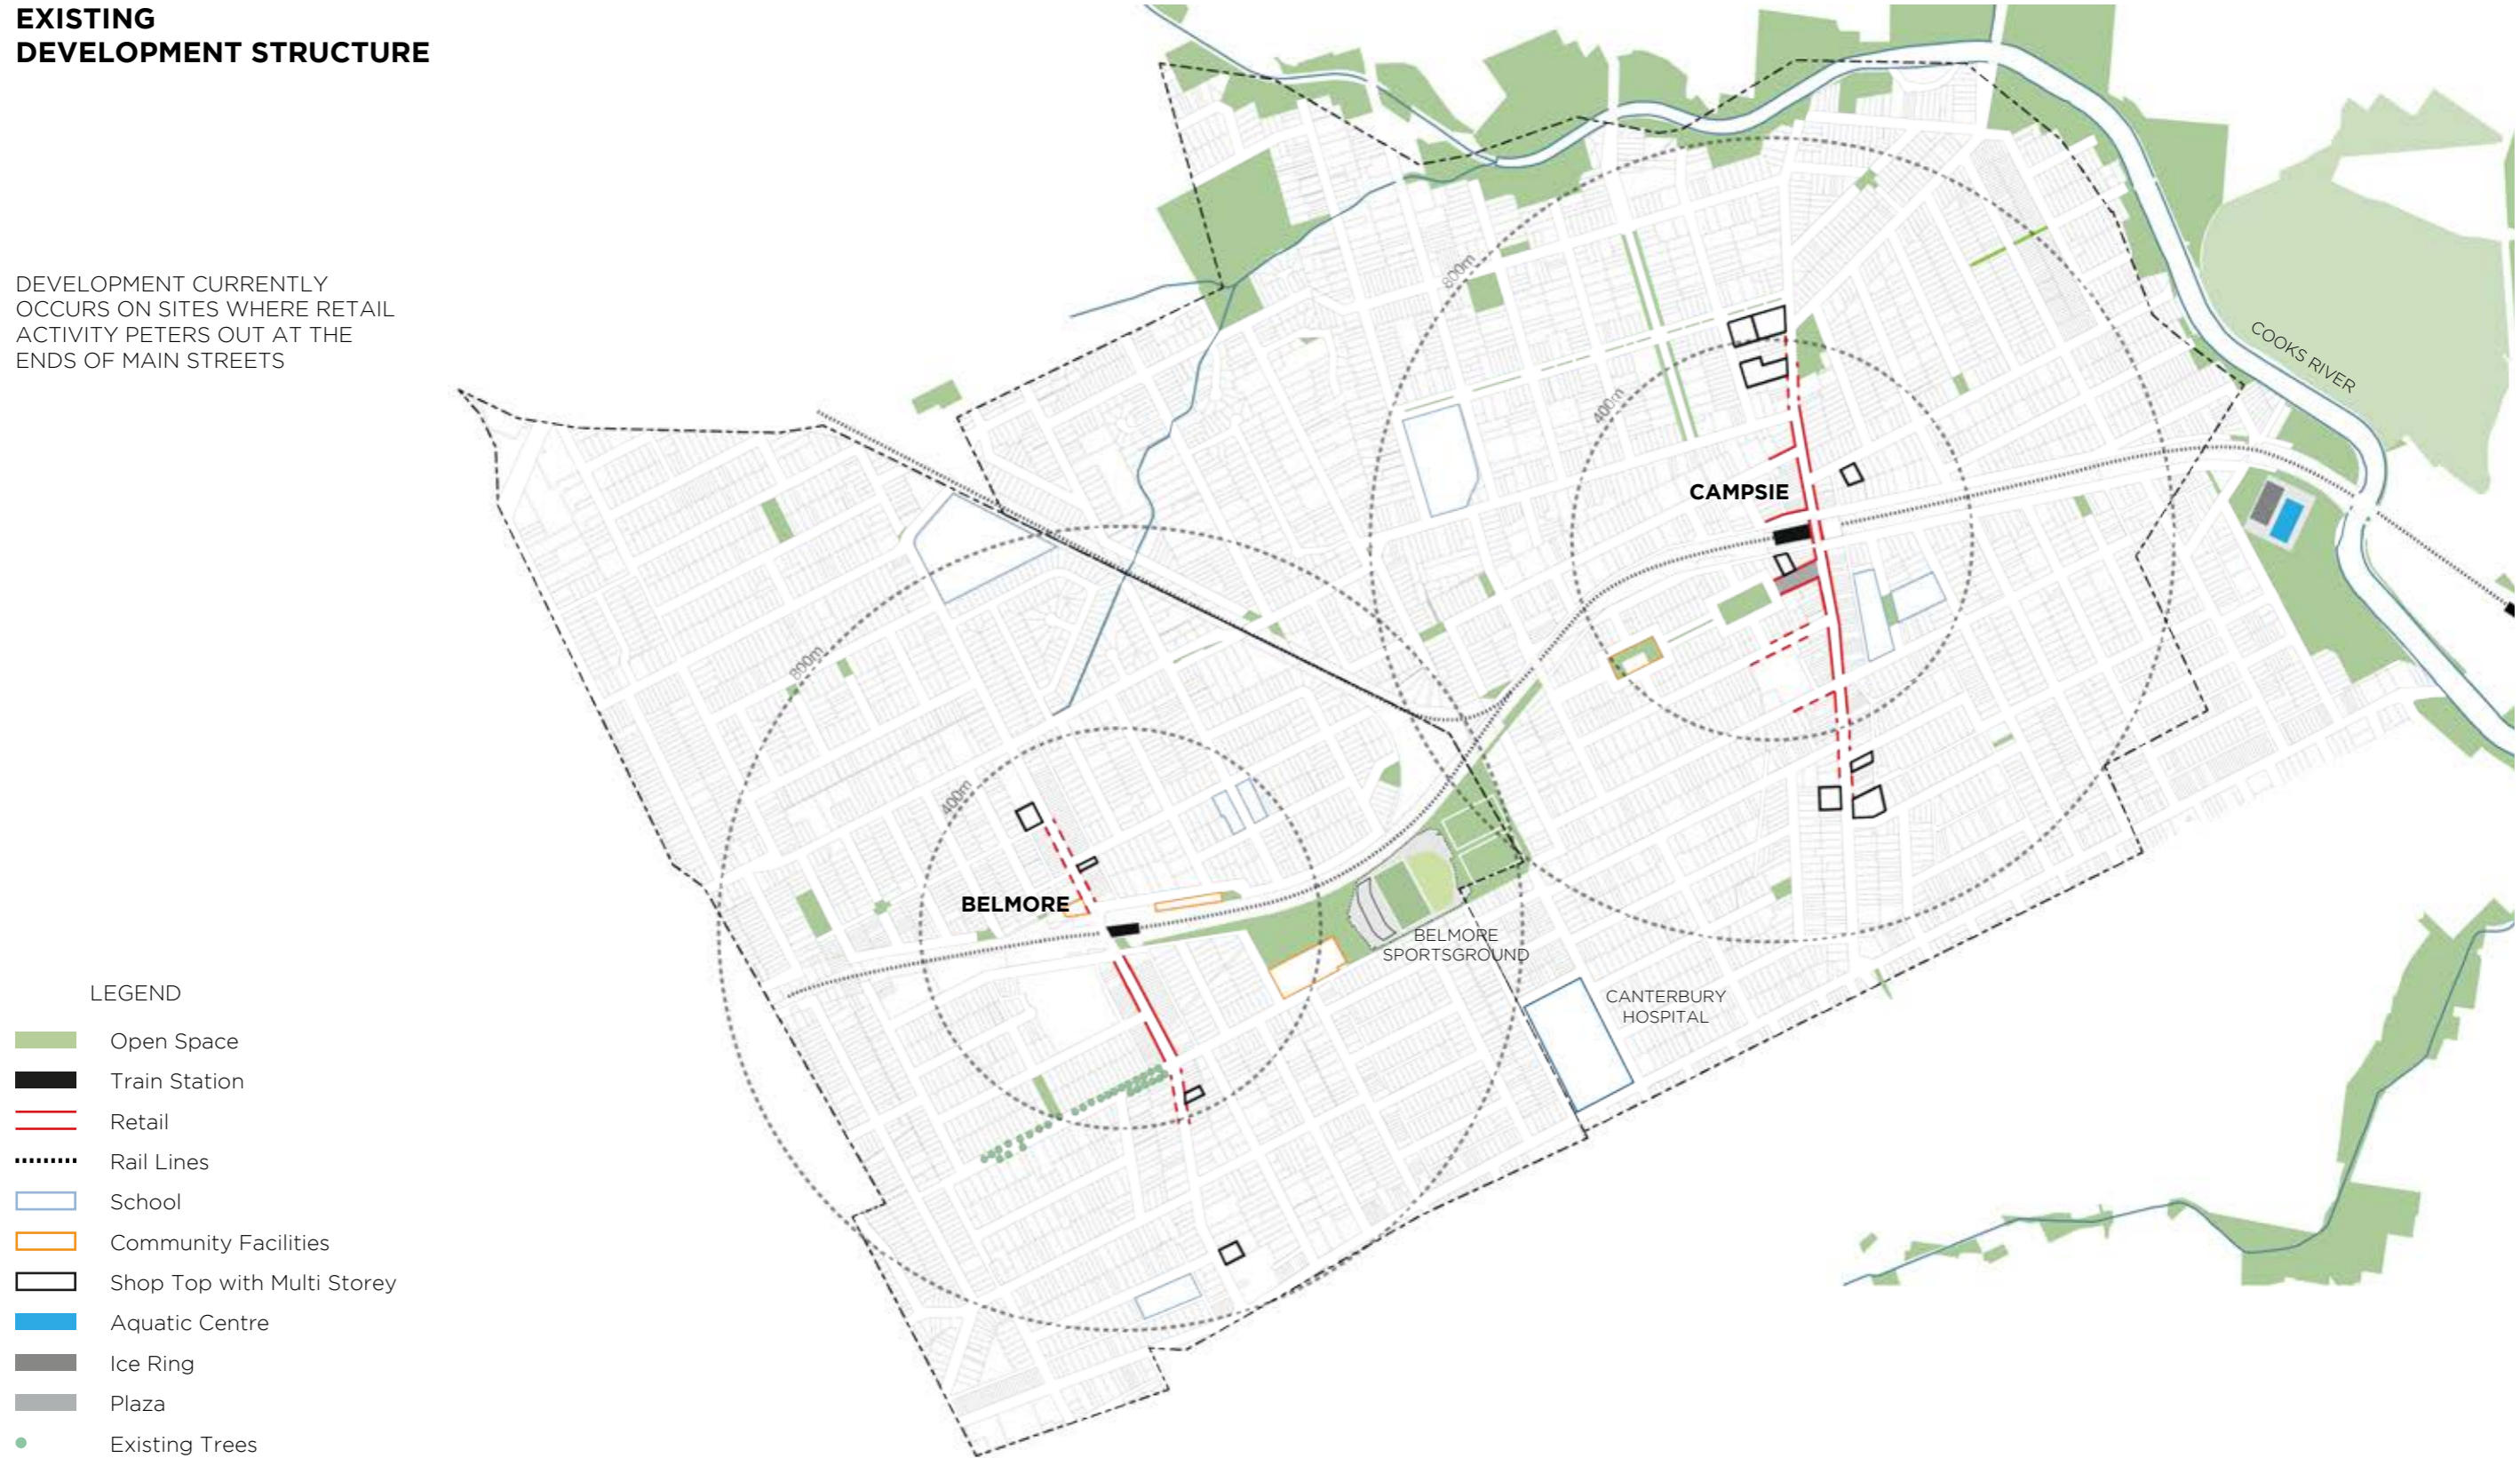 EXISTING
DEVELOPMENT STRUCTURE
DEVELOPMENT CURRENTLY
OCCURS ON SITES WHERE RETAIL
ACTIVITY PETERS OUT AT THE
ENDS OF MAIN STREETS
800m
400m
COOKS RIVER
CAMPSIE
800m
400m
BELMORE
BELMORE
SPORTSGROUND
CANTERBURY
HOSPITAL
LEGEND
Open Space
Train Station
Retail
Rail Lines
School
Community Facilities
Shop Top with Multi Storey
Aquatic Centre
Ice Ring
Plaza
Existing Trees